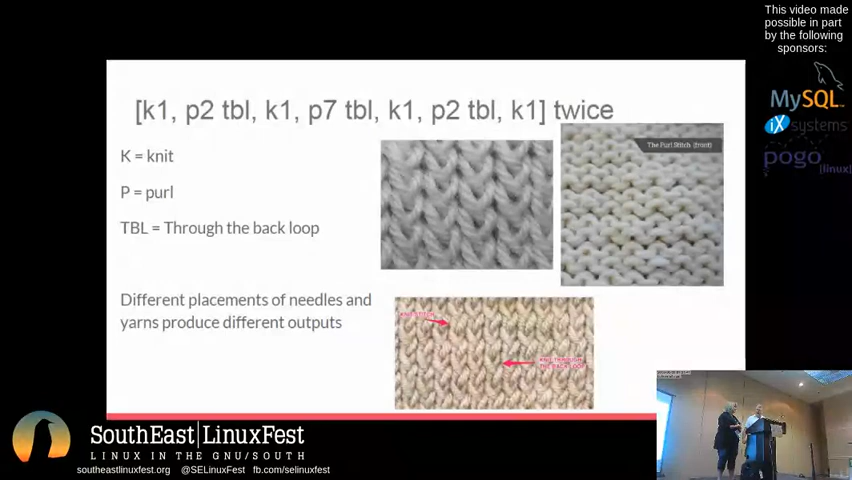 This video made
possible in part
by the following
sponsors:
MySQL
iX systems
pogo
[linux]
[k1, p2 tbl, k1, p7 tbl, k1, p2 tbl, k1] twice
K = knit
P = purl
TBL = Through the back loop
Different placements of needles and
yarns produce different outputs
The Purl Stitch (front)
KNIT STITCH
KNIT THROUGH
THE BACK LOOP
SouthEast|LinuxFest
LINUX IN THE GNU/SOUTH
southeastlinuxfest.org @SELinuxFest fb.com/selinuxfest